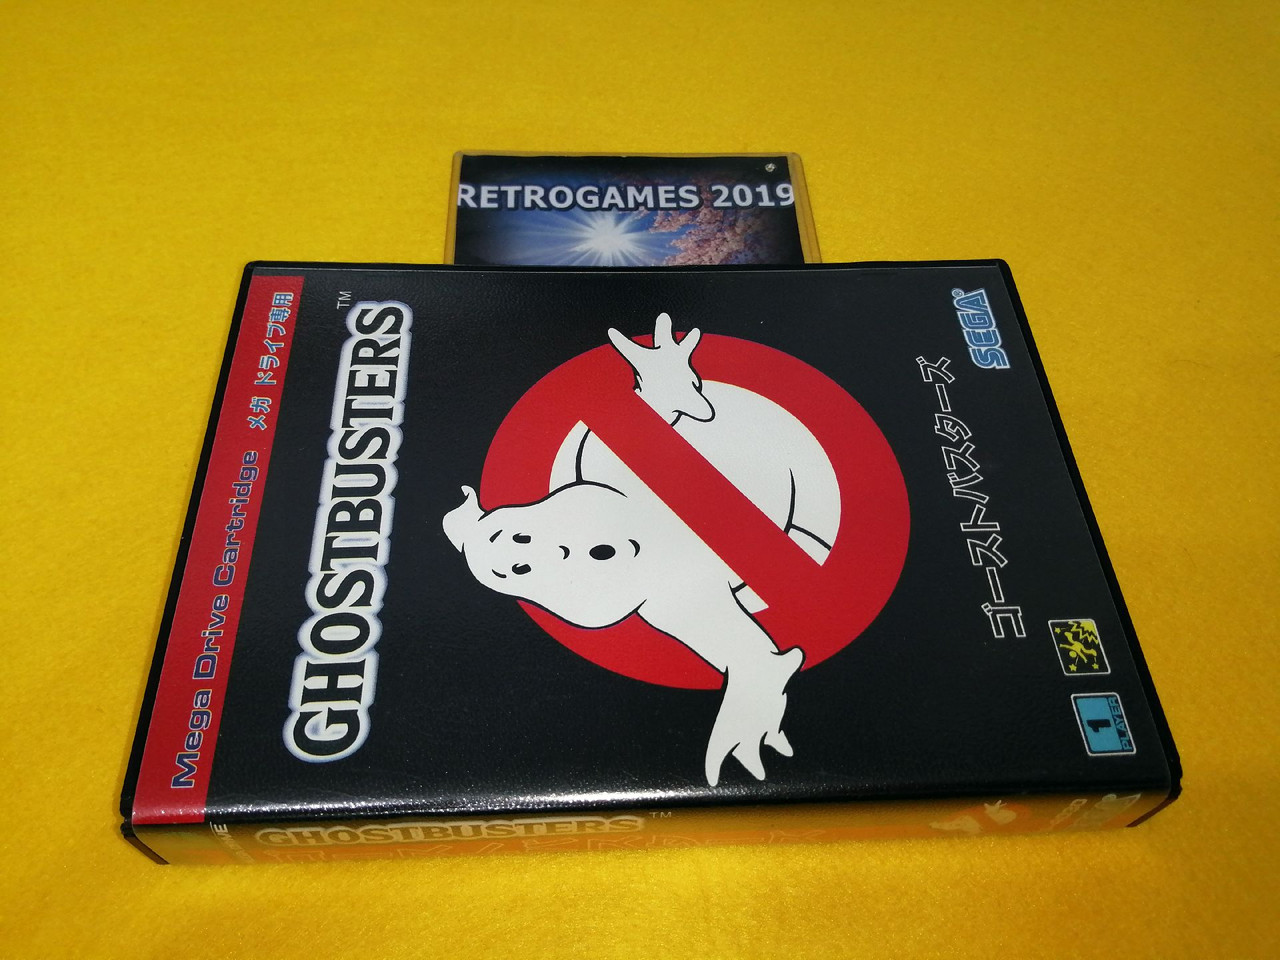 RETROGAMES 2019
Mega Drive Cartridge メガドライブ専用
GHOSTBUSTERS™
SEGA®
ゴーストバスターズ
1
PLAYER
GHOSTBUSTERS™